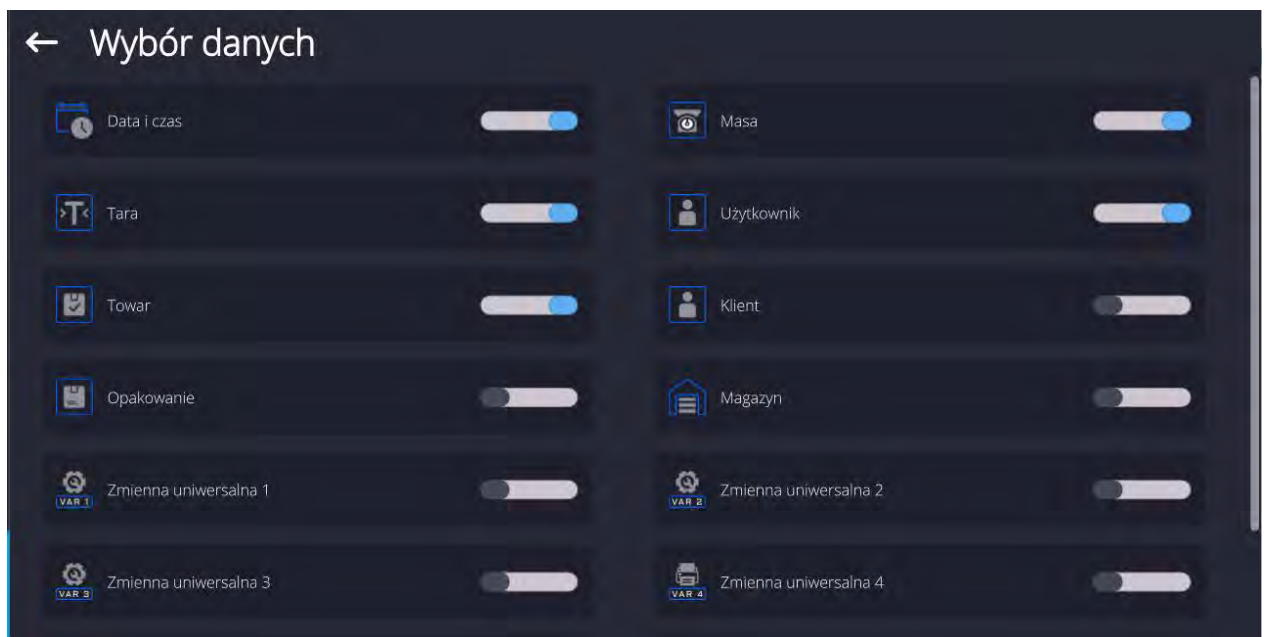 Wybór danych
Data i czas
Masa
>T< Tara
Użytkownik
Towar
Klient
Opakowanie
Magazyn
VAR 1 Zmienna uniwersalna 1
VAR 2 Zmienna uniwersalna 2
VAR 3 Zmienna uniwersalna 3
VAR 4 Zmienna uniwersalna 4